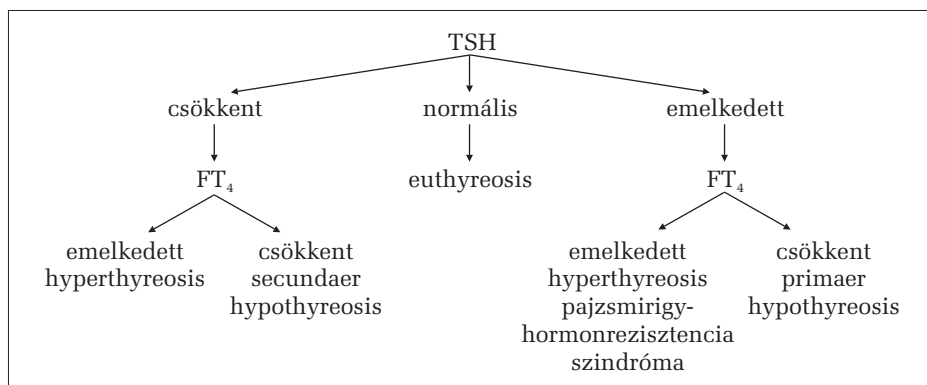 TSH
csökkent
normális
emelkedett
FT₄
euthyreosis
FT₄
emelkedett
hyperthyreosis
csökkent
secundaer
hypothyreosis
emelkedett
hyperthyreosis
pajzsmirigy-
hormonrezisztencia
szindróma
csökkent
primaer
hypothyreosis